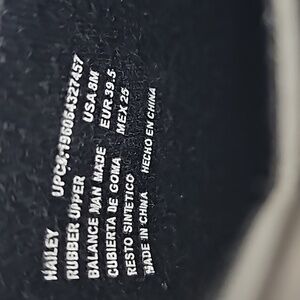 HAILEY UPC# 196064327457
RUBBER UPPER USA 8M
BALANCE MAN MADE EUR 39.5
CUBIERTA DE GOMA MEX 25
RESTO SINTETICO
MADE IN CHINA HECHO EN CHINA